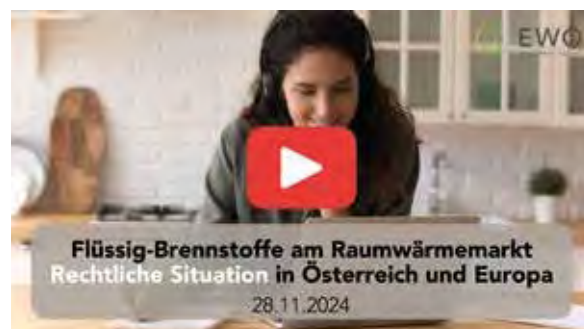 EWO
Flüssig-Brennstoffe am Raumwärmemarkt
Rechtliche Situation in Österreich und Europa
28.11.2024